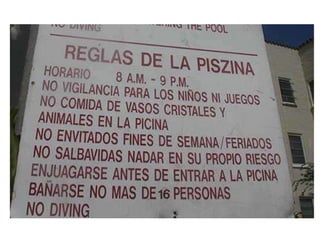 NO DIVING
THE POOL
REGLAS DE LA PISZINA
HORARIO 8 A.M. - 9 P.M.
NO VIGILANCIA PARA LOS NIÑOS NI JUEGOS
NO COMIDA DE VASOS CRISTALES Y
ANIMALES EN LA PICINA
NO ENVITADOS FINES DE SEMANA/FERIADOS
NO SALBAVIDAS NADAR EN SU PROPIO RIESGO
ENJUAGARSE ANTES DE ENTRAR A LA PICINA
BAÑARSE NO MAS DE 16 PERSONAS
NO DIVING